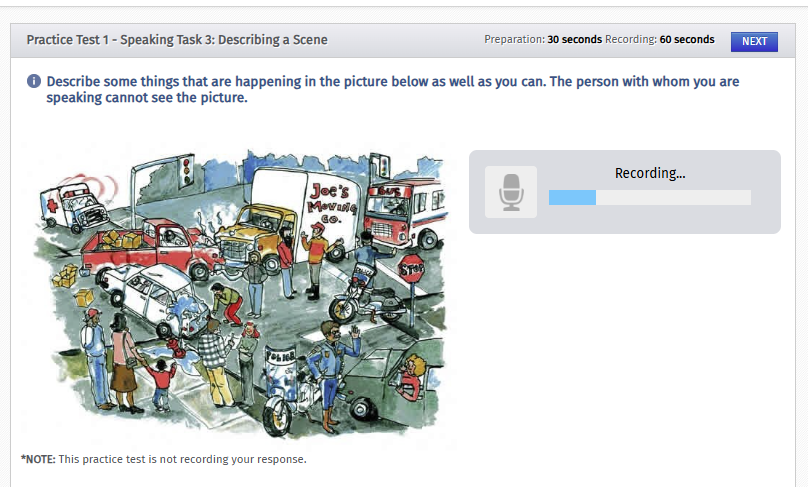 Practice Test 1 - Speaking Task 3: Describing a Scene
Preparation: 30 seconds Recording: 60 seconds
NEXT
Describe some things that are happening in the picture below as well as you can. The person with whom you are
speaking cannot see the picture.
Recording...
Joe's
Moving
Co.
BUS
STOP
POLICE
*NOTE: This practice test is not recording your response.